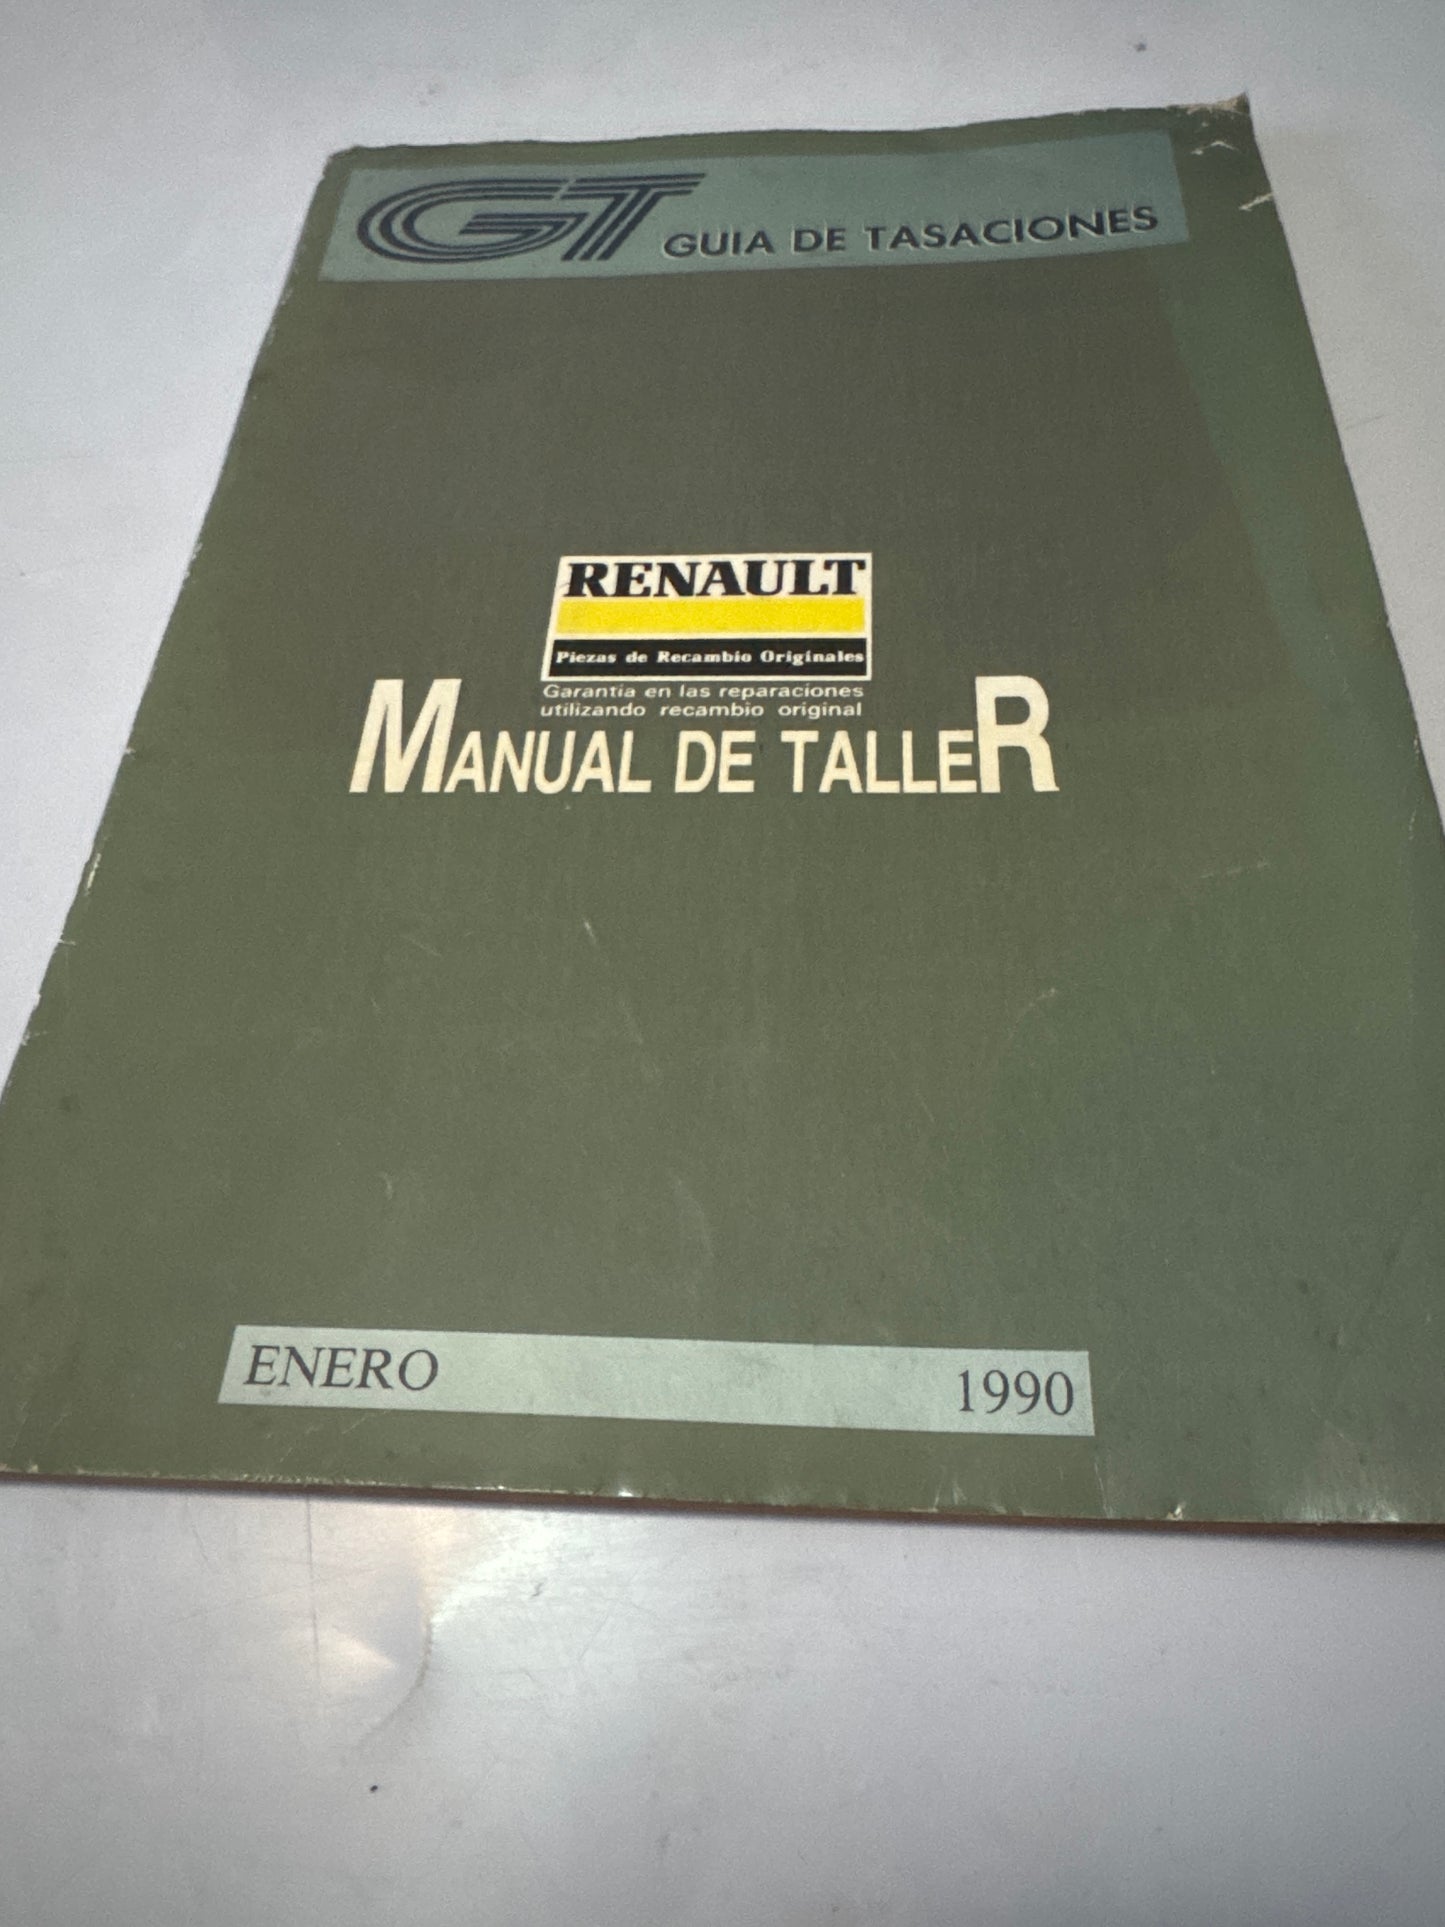 GT GUIA DE TASACIONES
RENAULT
Piezas de Recambio Originales
Garantía en las reparaciones
utilizando recambio original
MANUAL DE TALLER
ENERO 1990